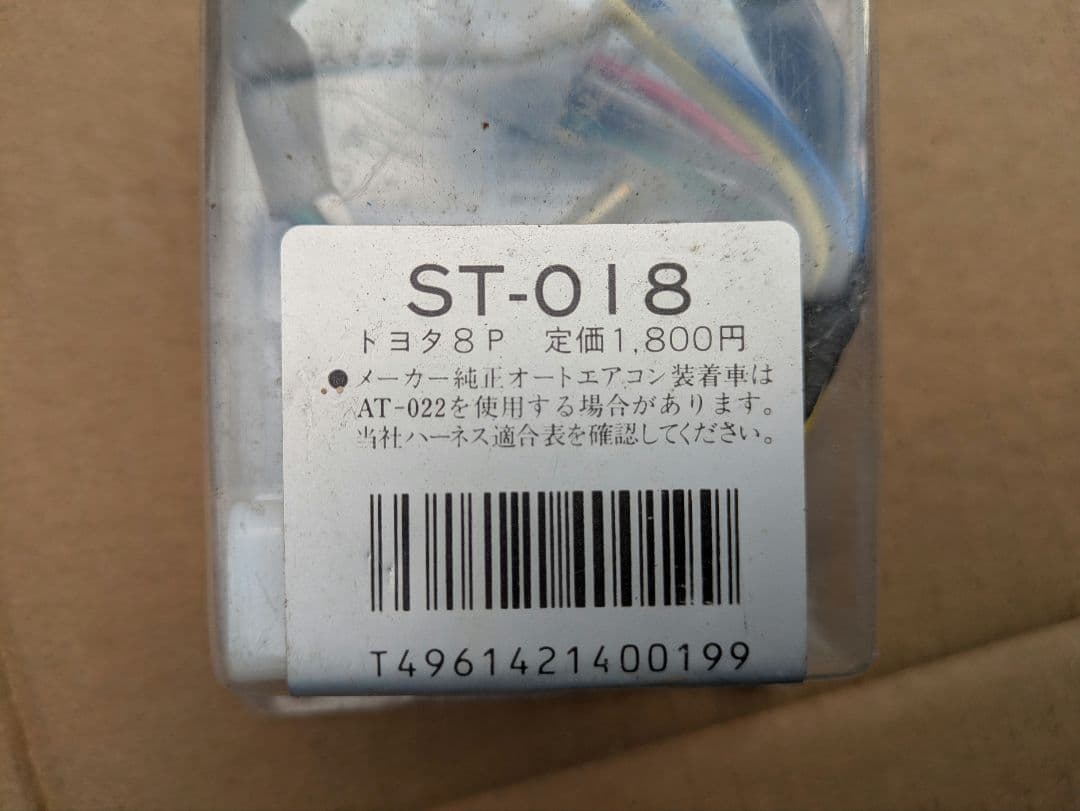 ST-018
トヨタ8P 定価1,800円
●メーカー純正オートエアコン装着車は
AT-022を使用する場合があります。
当社ハーネス適合表を確認してください。
T4961421400199